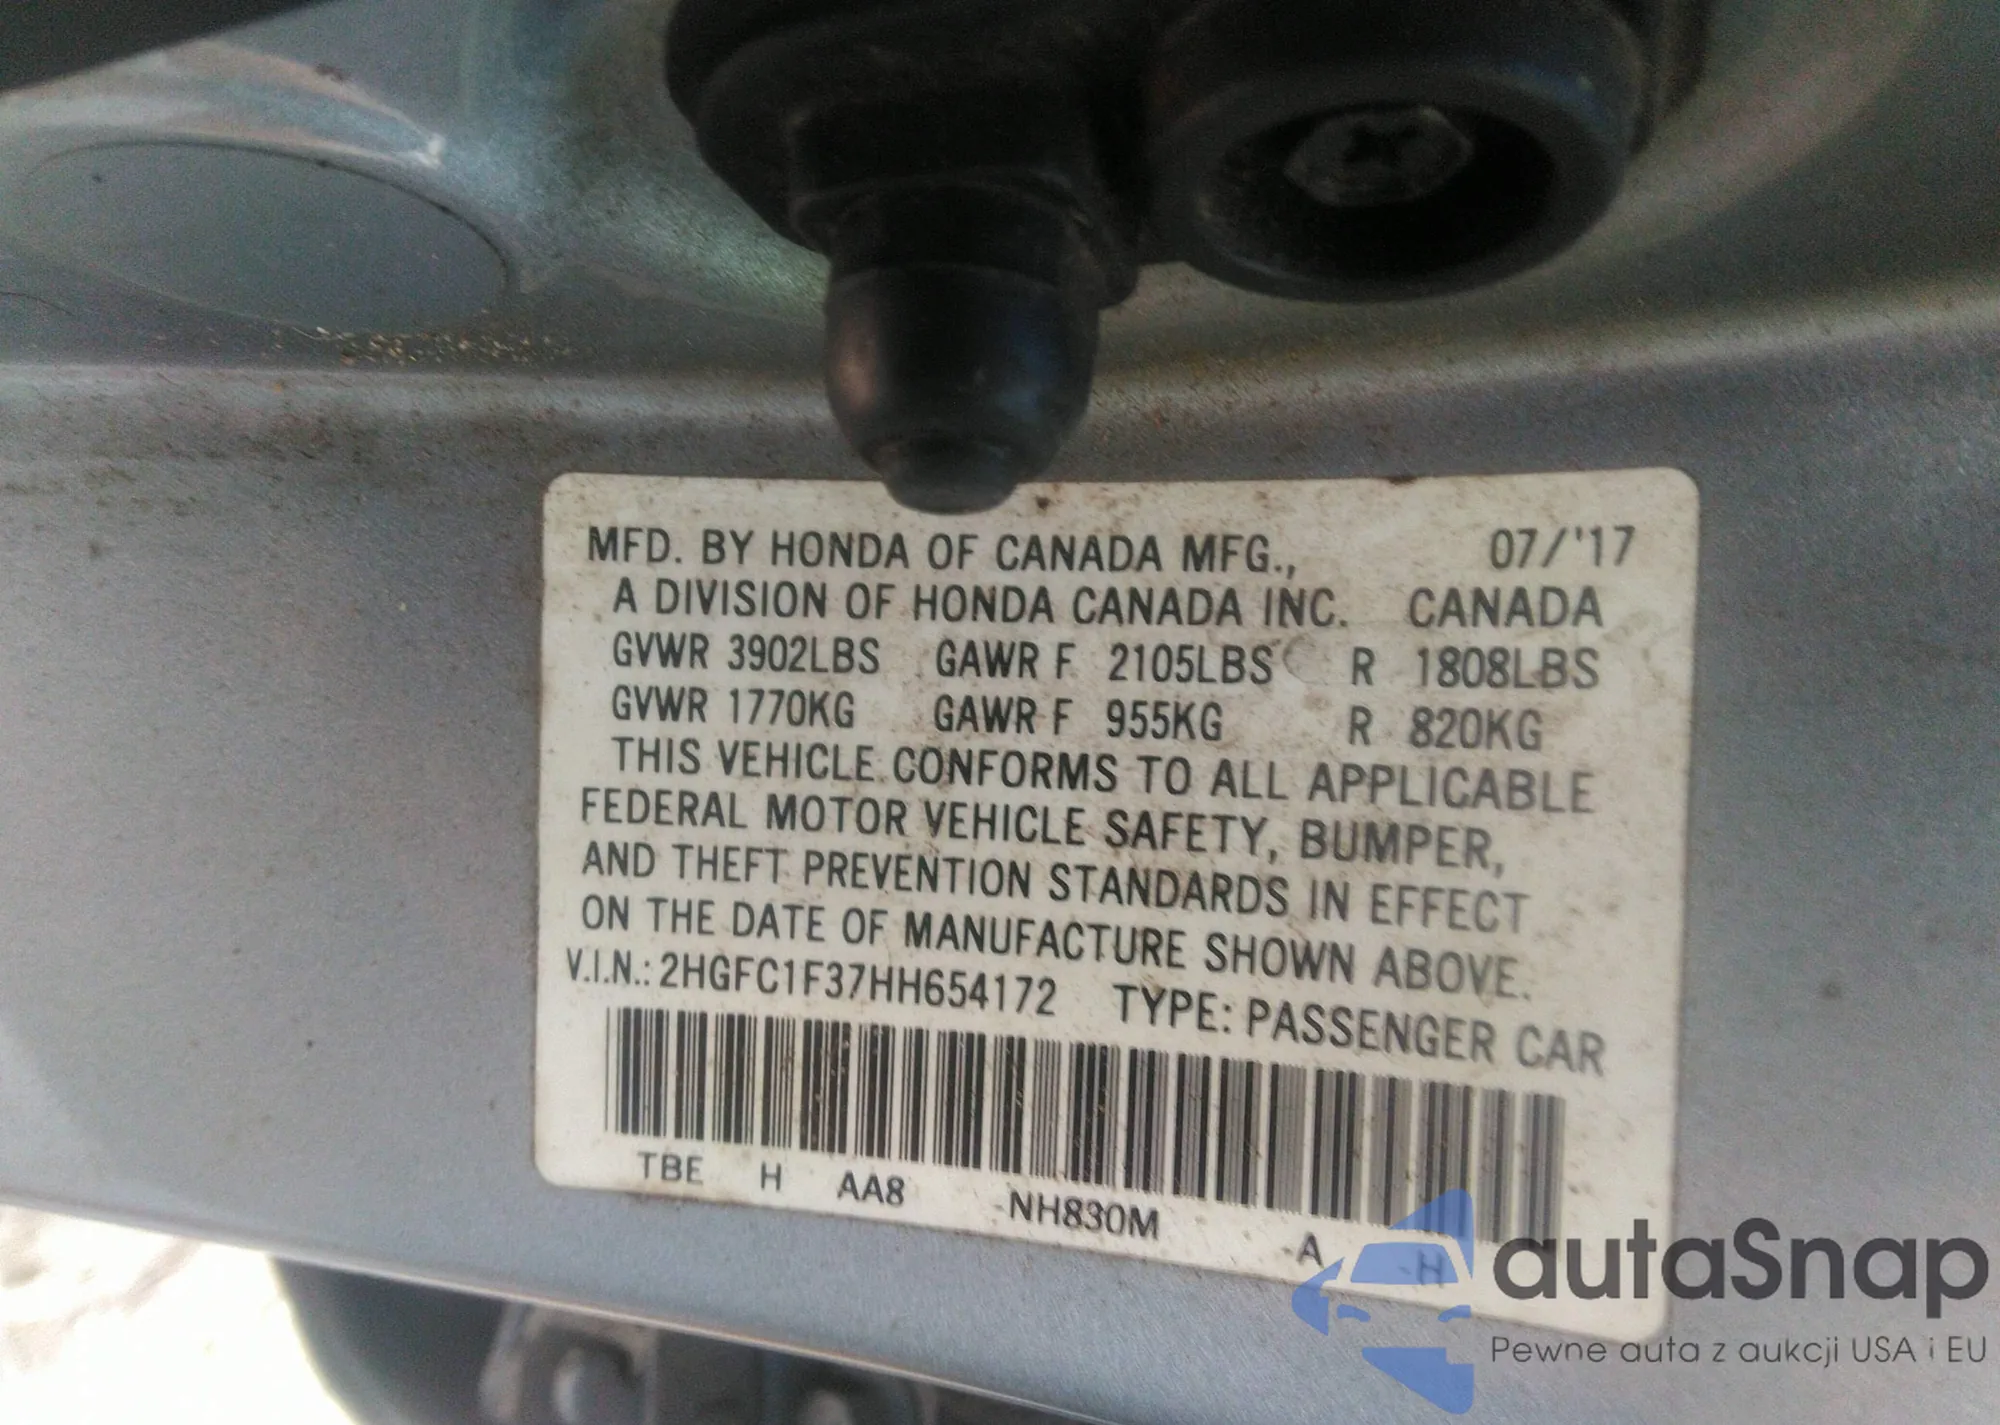 MFD. BY HONDA OF CANADA MFG., 07/'17
A DIVISION OF HONDA CANADA INC. CANADA
GVWR 3902LBS GAWR F 2105LBS R 1808LBS
GVWR 1770KG GAWR F 955KG R 820KG
THIS VEHICLE CONFORMS TO ALL APPLICABLE
FEDERAL MOTOR VEHICLE SAFETY, BUMPER,
AND THEFT PREVENTION STANDARDS IN EFFECT
ON THE DATE OF MANUFACTURE SHOWN ABOVE.
V.I.N.: 2HGFC1F37HH654172 TYPE: PASSENGER CAR
TBE H AA8 -NH830M -A -H
autaSnap
Pewne auta z aukcji USA i EU